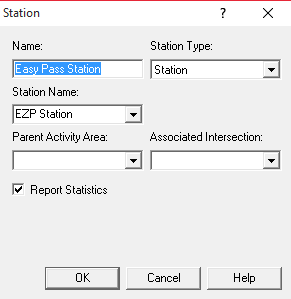 Station
? ×
Name: Station Type:
Easy Pass Station Station
Station Name:
EZP Station
Parent Activity Area: Associated Intersection:
Report Statistics
OK Cancel Help